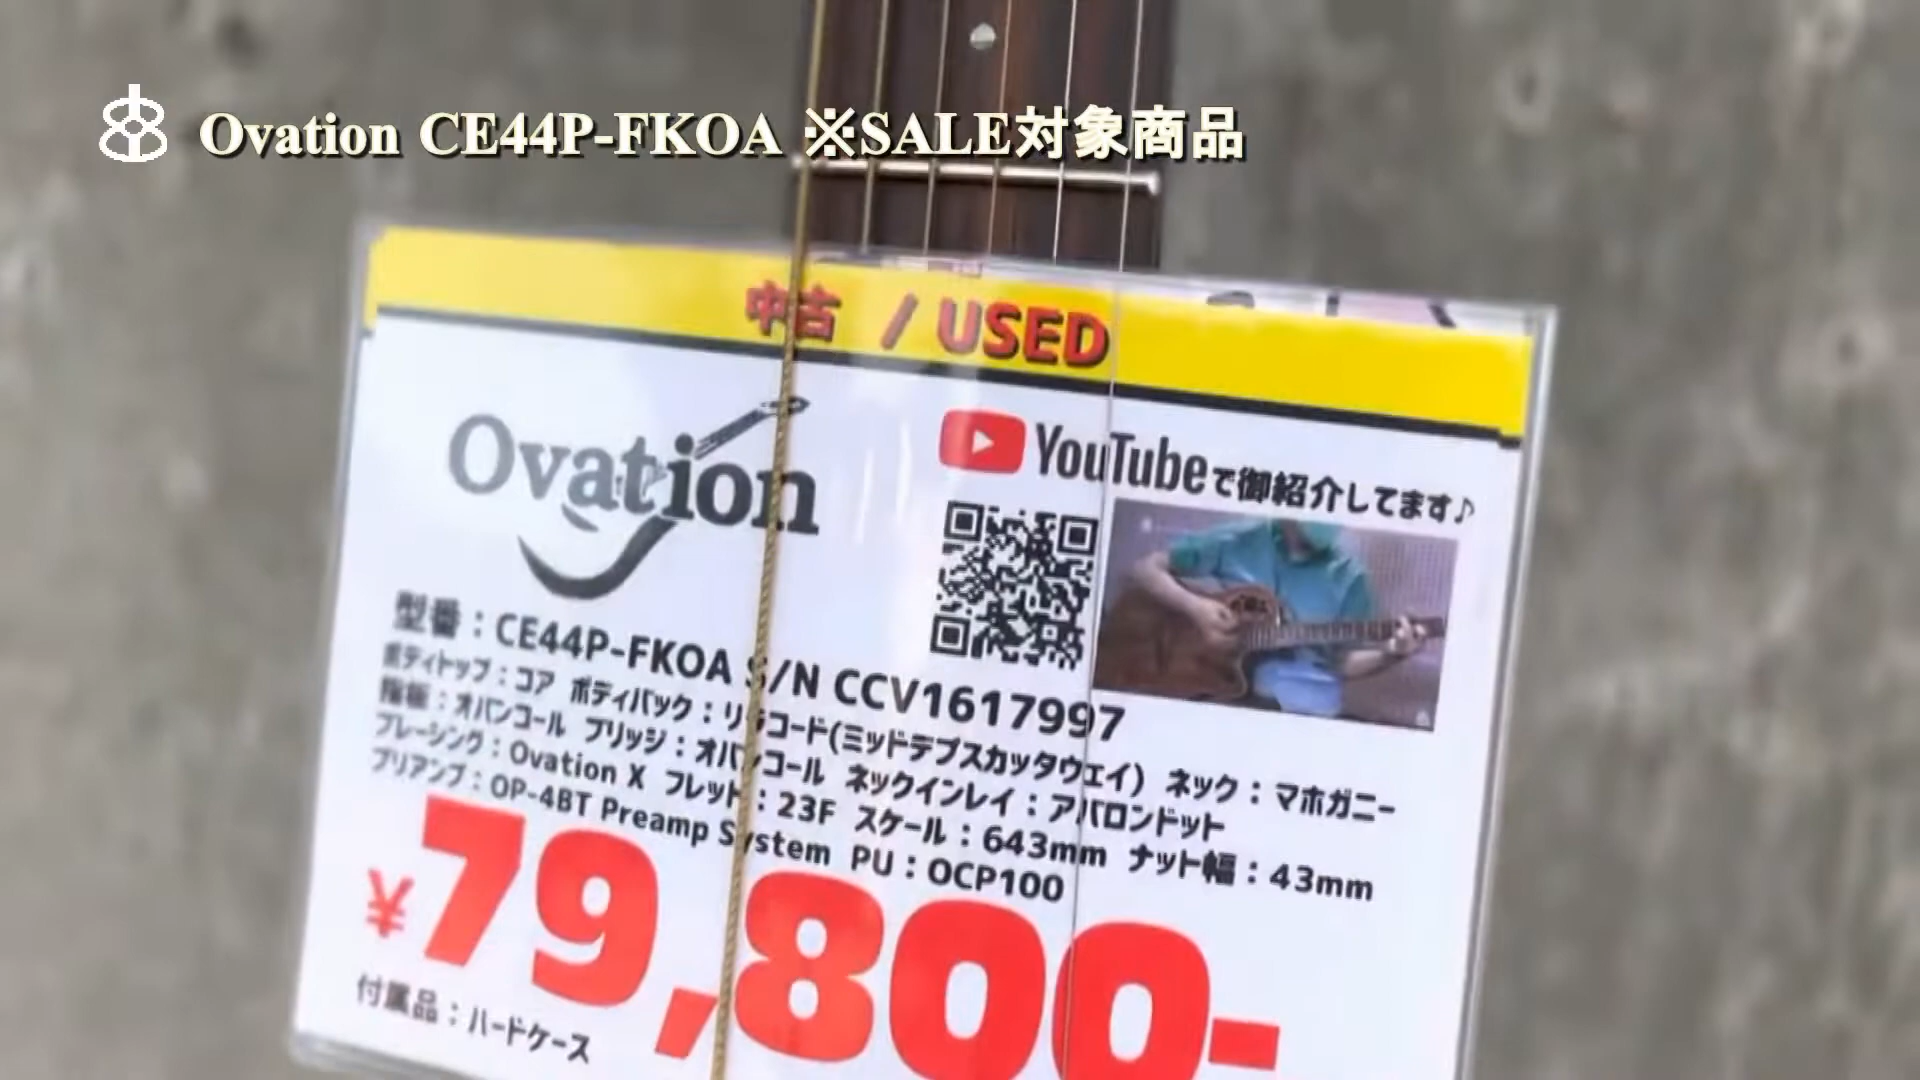 Ovation CE44P-FKOA ※SALE対象商品
中古 / USED
Ovation
YouTubeで御紹介してます♪
型番：CE44P-FKOA S/N CCV1617997
ボディトップ：コア ボディバック：リラコード(ミッドデプスカッタウェイ) ネック：マホガニー
指板：オバンコール ブリッジ：オバンコール ネックインレイ：アバロンドット
ブレーシング：Ovation X フレット：23F スケール：643mm ナット幅：43mm
プリアンプ：OP-4BT Preamp System PU：OCP100
¥79,800-
付属品：ハードケース